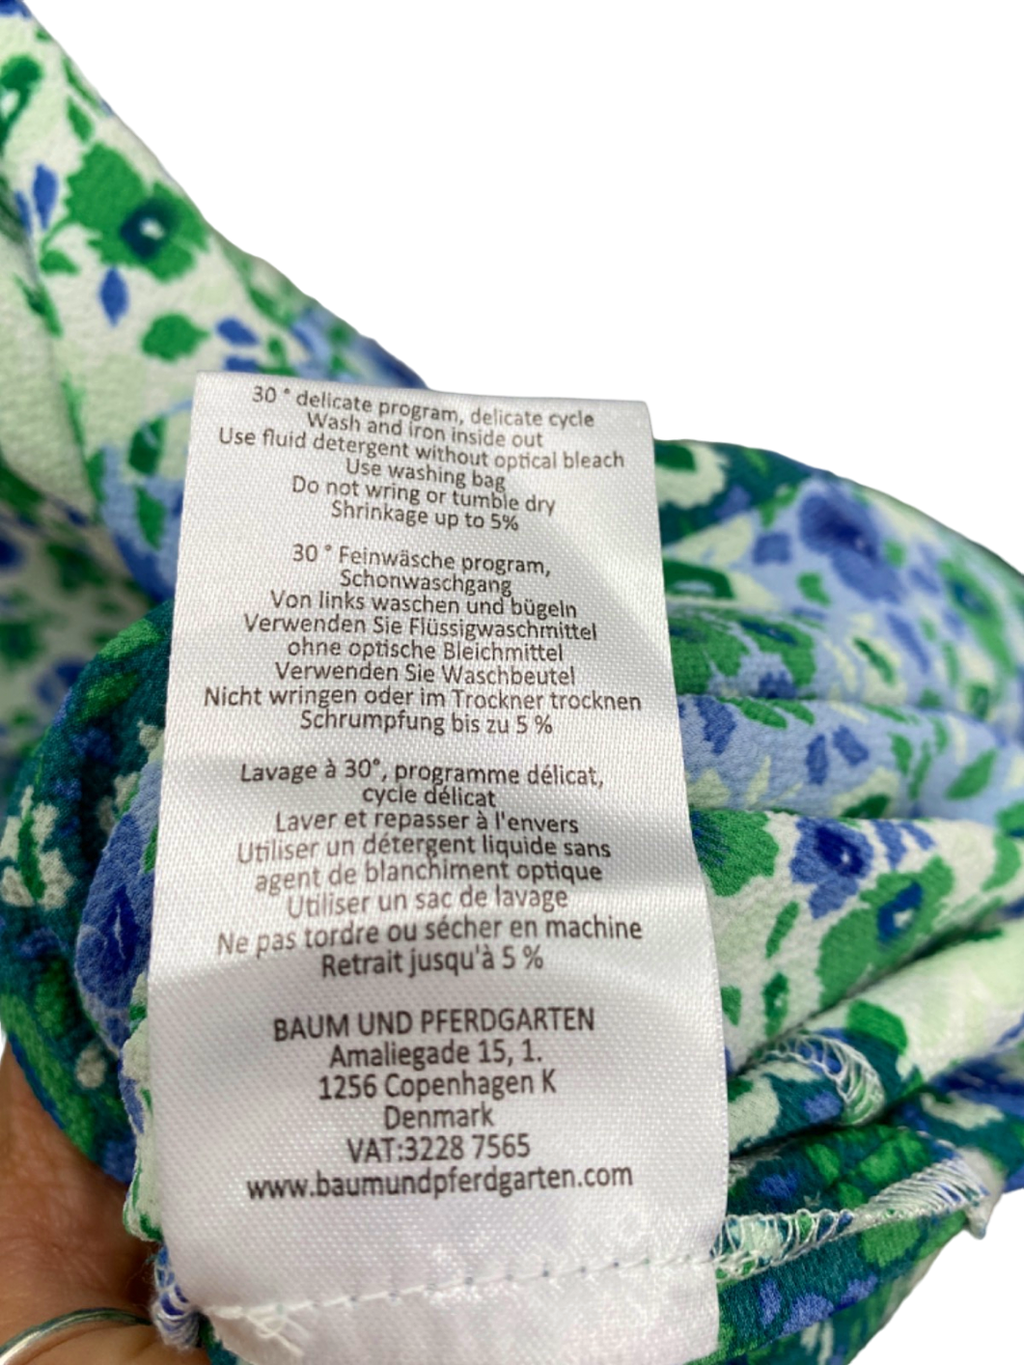 30 ° delicate program, delicate cycle
Wash and iron inside out
Use fluid detergent without optical bleach
Use washing bag
Do not wring or tumble dry
Shrinkage up to 5%
30 ° Feinwäsche program,
Schonwaschgang
Von links waschen und bügeln
Verwenden Sie Flüssigwaschmittel
ohne optische Bleichmittel
Verwenden Sie Waschbeutel
Nicht wringen oder im Trockner trocknen
Schrumpfung bis zu 5 %
Lavage à 30°, programme délicat,
cycle délicat
Laver et repasser à l'envers
Utiliser un détergent liquide sans
agent de blanchiment optique
Utiliser un sac de lavage
Ne pas tordre ou sécher en machine
Retrait jusqu'à 5 %
BAUM UND PFERDGARTEN
Amaliegade 15, 1.
1256 Copenhagen K
Denmark
VAT:3228 7565
www.baumundpferdgarten.com